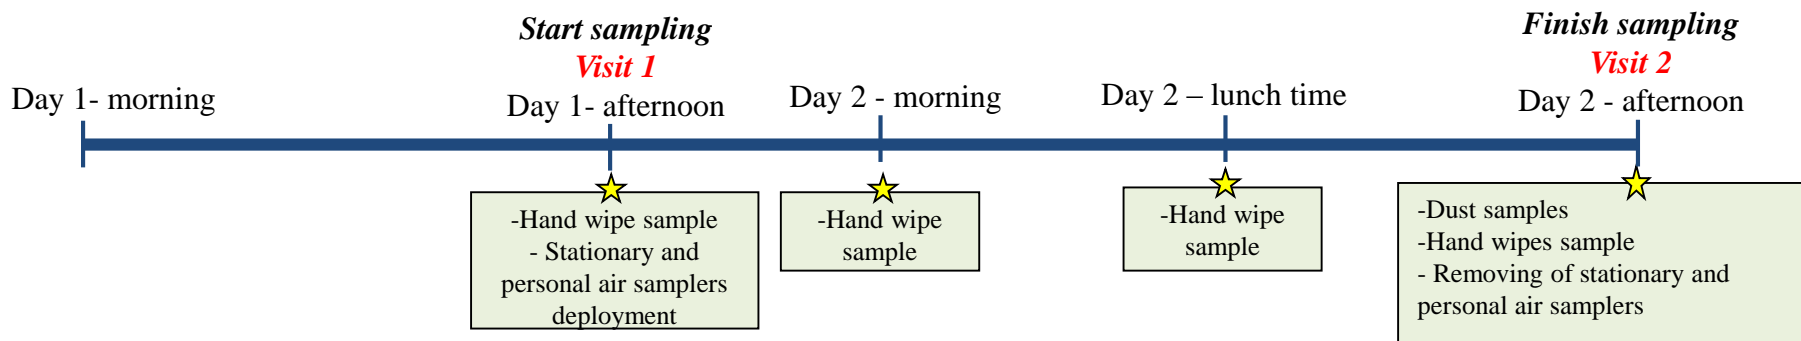 Day 1- morning
Start sampling
Visit 1
Day 1- afternoon
Day 2 - morning
Day 2 – lunch time
Finish sampling
Visit 2
Day 2 - afternoon
-Hand wipe sample
- Stationary and
personal air samplers
deployment
-Hand wipe
sample
-Hand wipe
sample
-Dust samples
-Hand wipes sample
- Removing of stationary and
personal air samplers